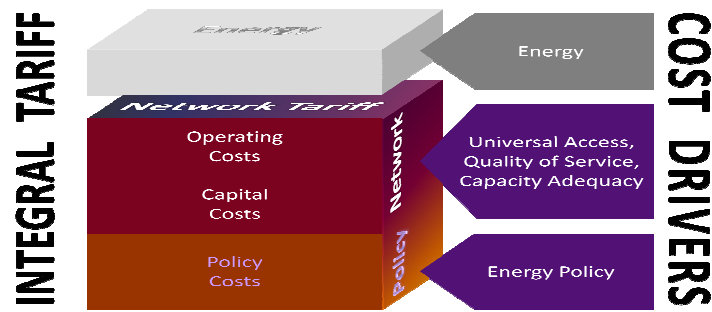 INTEGRAL TARIFF
Energy
Network Tariff
Operating
Costs
Capital
Costs
Policy
Costs
Network
Policy
Energy
Universal Access,
Quality of Service,
Capacity Adequacy
Energy Policy
COST DRIVERS